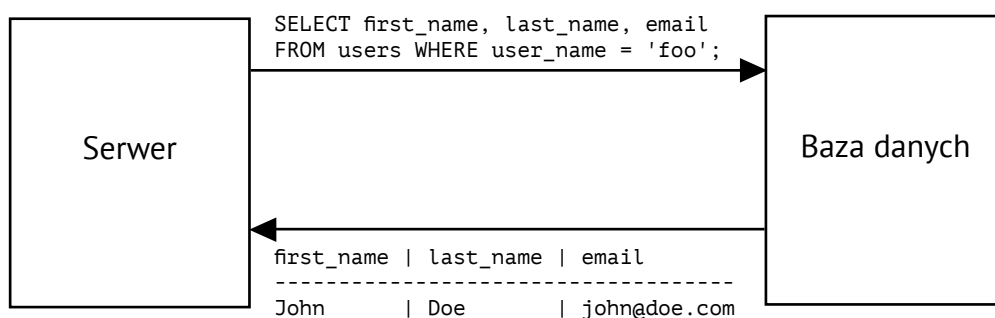 SELECT first_name, last_name, email
FROM users WHERE user_name = 'foo';
Serwer
Baza danych
first_name | last_name | email
------------------------------------
John | Doe | john@doe.com